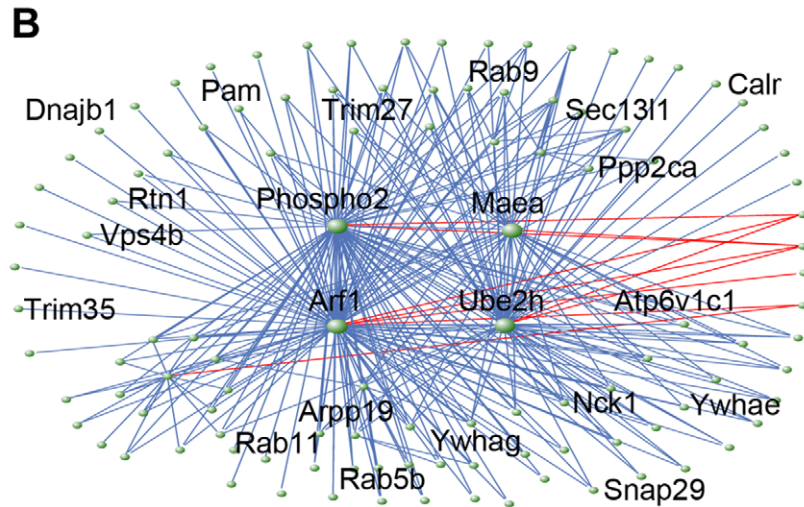 B
Rab9
Dnajb1
Pam
Trim27
Sec13l1
Calr
Ppp2ca
Rtn1
Phospho2
Maea
Vps4b
Trim35
Arf1
Ube2h
Atp6v1c1
Arpp19
Nck1
Ywhae
Rab11
Ywhag
Rab5b
Snap29